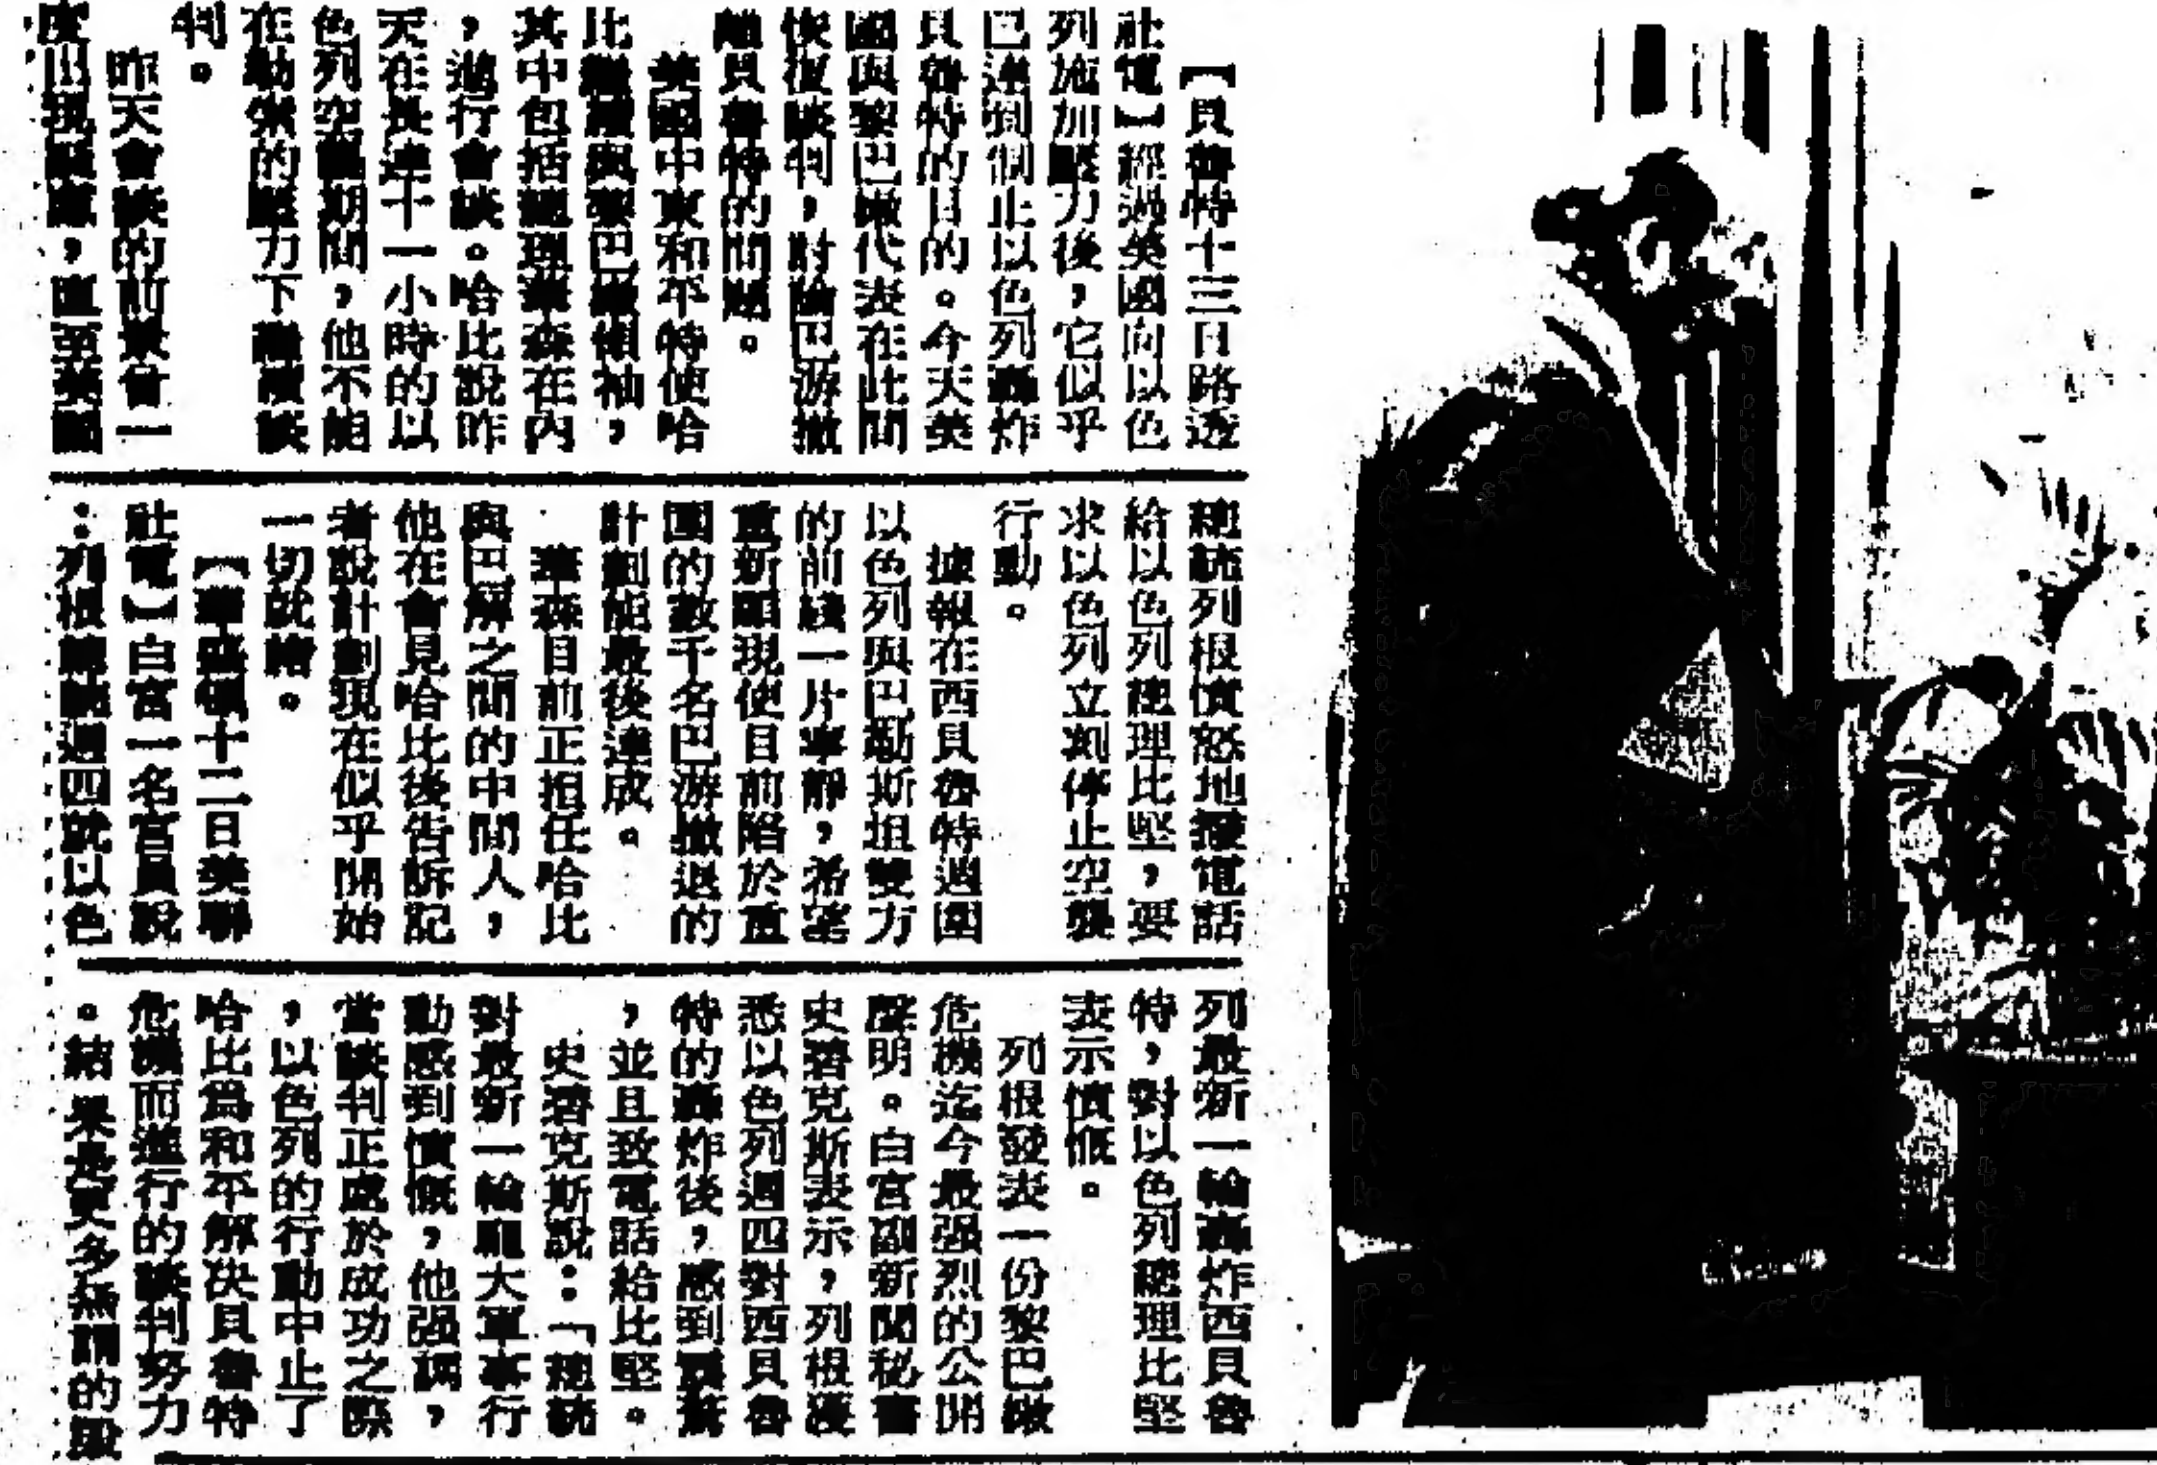 【貝魯特十三日路透
社電】經過美國向以色
列施加壓力後，它似乎
已達到制止以色列轟炸
貝魯特的目的。今天美
國與黎巴嫩代表在此間
恢復談判，討論巴游撤
離貝魯特的問題。
美國中東和平特使哈
比繼續與黎巴嫩領袖，
其中包括總理華森在內
，進行會談。哈比說昨
天在長達十一小時的以
色列空襲期間，他不能
在轟炸的壓力下繼續談
判。
昨天會談的前景曾一
度出現疑慮，直至美國
總統列根憤怒地撥電話
給以色列總理比堅，要
求以色列立刻停止空襲
行動。
據報在西貝魯特週圍
以色列與巴勒斯坦雙方
的前綫一片寧靜，希望
重新顯現使目前陷於重
圍的數千名巴游撤退的
計劃能最後達成。
華森目前正担任哈比
與巴解之間的中間人，
他在會見哈比後告訴記
者說計劃現在似乎開始
一切就緒。
【華盛頓十二日美聯
社電】白宮一名官員說
：列根總統週四就以色
列最新一輪轟炸西貝魯
特，對以色列總理比堅
表示憤慨。
列根發表一份黎巴嫩
危機迄今最强烈的公開
聲明。白宮副新聞秘書
史潛克斯表示，列根獲
悉以色列週四對西貝魯
特的轟炸後，感到震驚
，並且致電話給比堅。
史潛克斯說：「總統
對最新一輪龐大軍事行
動感到憤慨，他强調，
當談判正處於成功之際
，以色列的行動中止了
哈比為和平解決貝魯特
危機而進行的談判努力
。結果是更多無謂的毀